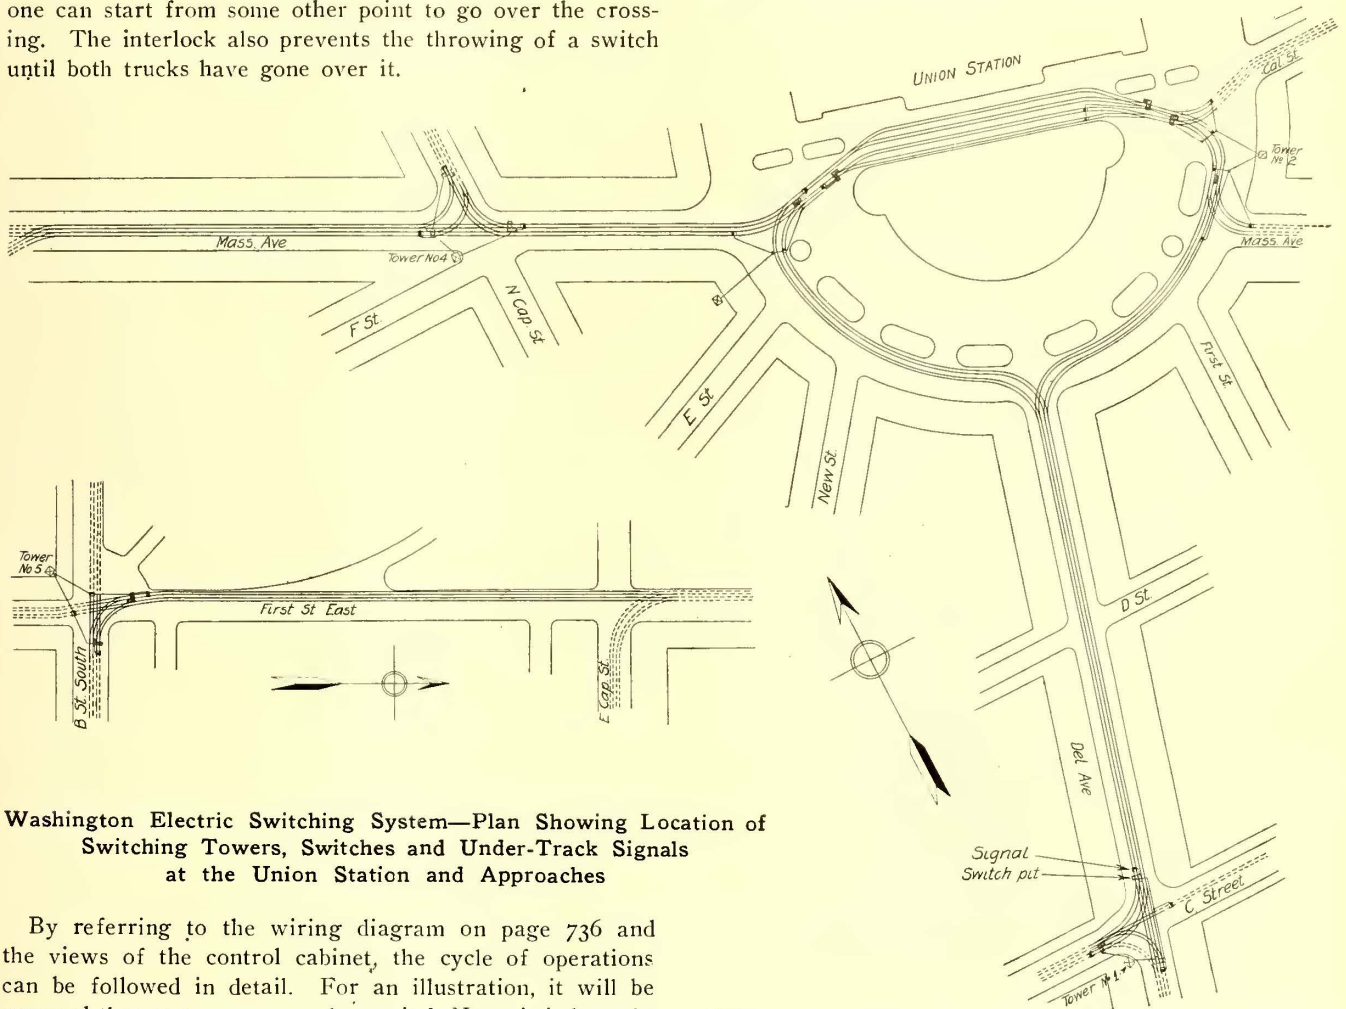 one can start from some other point to go over the cross-
ing. The interlock also prevents the throwing of a switch
until both trucks have gone over it.
UNION STATION
Cal. St
Tower
No 2
Mass. Ave
Mass. Ave
Tower No 4
F St.
N Cap. St
E St
New St.
First St.
D St.
Tower
No 5
First St East
B St South
E Cap. St.
Del Ave
Signal
Switch pit
C Street
Tower No 1
Washington Electric Switching System—Plan Showing Location of
Switching Towers, Switches and Under-Track Signals
at the Union Station and Approaches
By referring to the wiring diagram on page 736 and
the views of the control cabinet, the cycle of operations
can be followed in detail. For an illustration, it will be